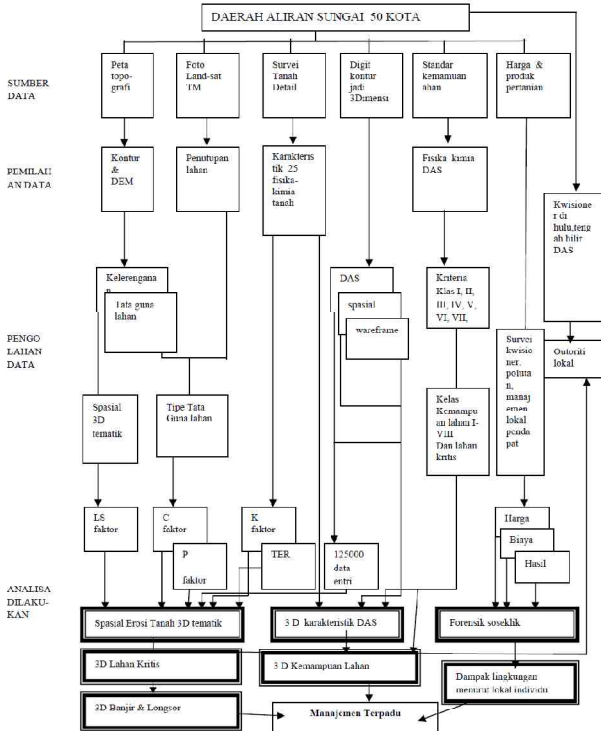 DAERAH ALIRAN SUNGAI 50 KOTA
SUMBER
DATA
Peta
topo-
grafi
Foto
Land-sat
TM
Survei
Tanah
Detail
Digit
kontur
jadi
3Dimensi
Standar
kemamuan
ahan
Harga &
produk
pertanian
PEMILAH
AN DATA
Kontur
& DEM
Penutupan
lahan
Karakteris
tik 25
fisika-
kimia
tanah
Fisika kimia
DAS
Kwisione
r di
hulu,teng
ah hilir
DAS
PENGO
LAHAN
DATA
Kelerengan
n
Tata guna
lahan
DAS
spasial
wareframe
Kriteria
Klas I, II,
III, IV, V,
VI, VII,
Survei
kwisio
ner,
poluta
n,
manaj
emen
lokal
penda
pat
Outoriti
lokal
Spasial
3D
tematik
Tipe Tata
Guna lahan
Kelas
Kemampu
an lahan I-
VIII
Dan lahan
kritis
LS
faktor
C
faktor
P
faktor
K
faktor
TER
125000
data
entri
Harga
Biaya
Hasil
ANALISA
DILAKU-
KAN
Spasial Erosi Tanah 3D tematik
3 D karakteristik DAS
Forensik soseklik
3D Lahan Kritis
3 D Kemampuan Lahan
Dampak lingkungan
menurut lokal individu
3D Banjir & Longsor
Manajemen Terpadu